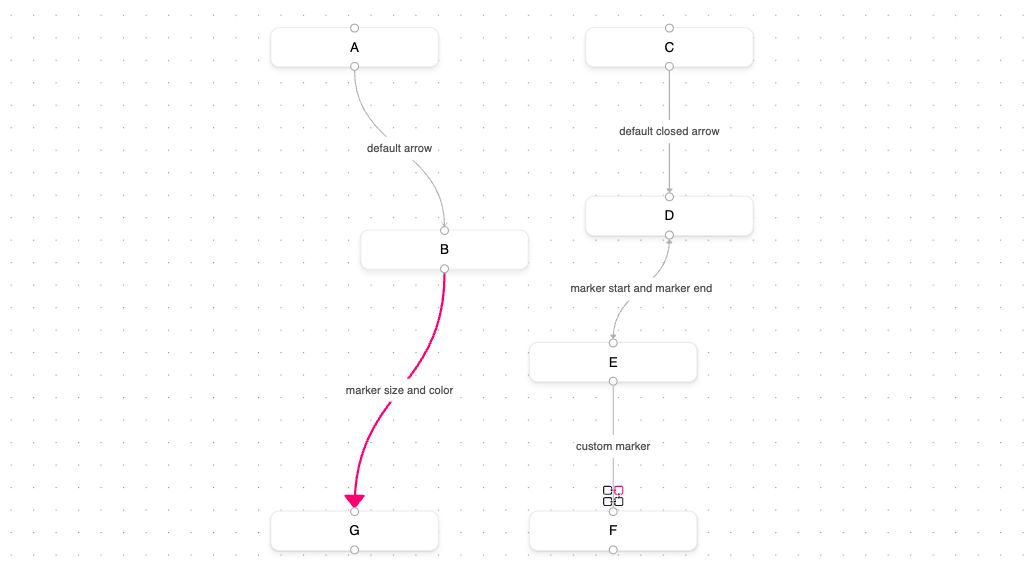 A
C
default closed arrow
default arrow
D
B
marker start and marker end
E
marker size and color
custom marker
G
F